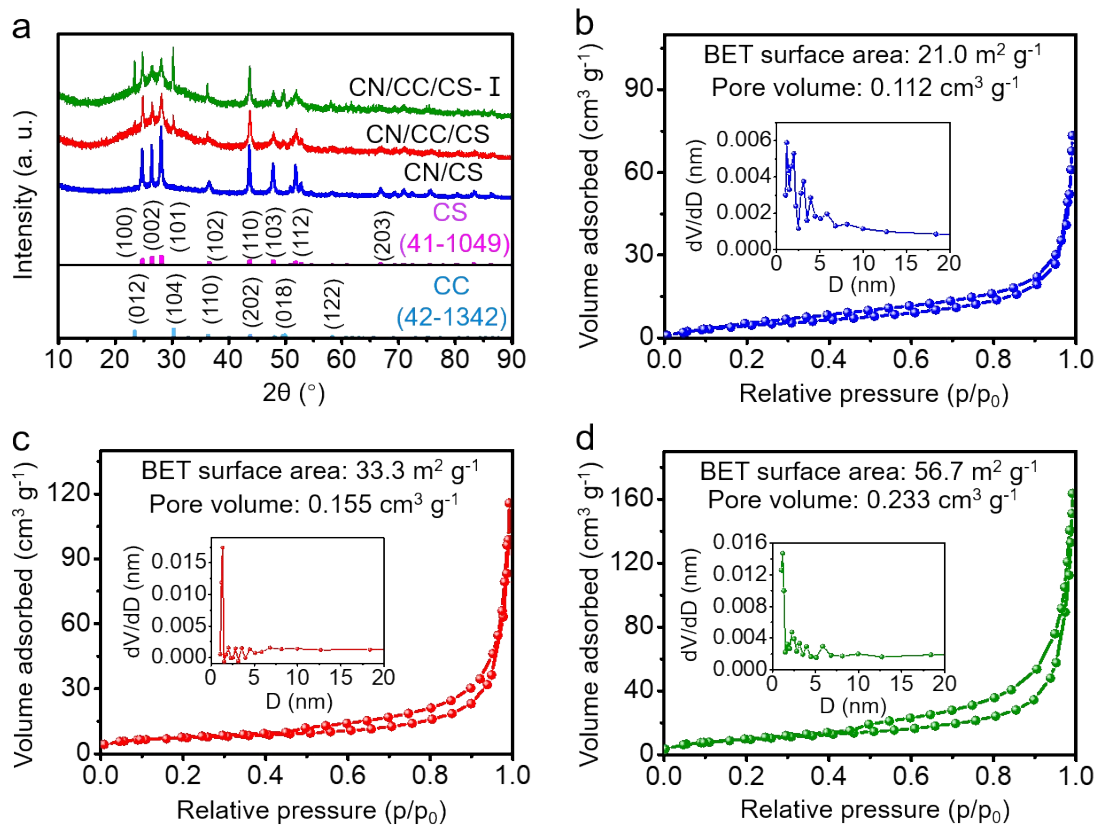 a
Intensity (a. u.)
CN/CC/CS- I
CN/CC/CS
CN/CS
CS
(41-1049)
(100)
(002)
(101)
(102)
(110)
(103)
(112)
(203)
CC
(42-1342)
(012)
(104)
(110)
(202)
(018)
(122)
10 20 30 40 50 60 70 80 90
2θ (°)
b
Volume adsorbed (cm³ g⁻¹)
BET surface area: 21.0 m² g⁻¹
Pore volume: 0.112 cm³ g⁻¹
90
60
30
0
dV/dD (nm)
0.006
0.004
0.002
0.000
0 5 10 15 20
D (nm)
0.0 0.2 0.4 0.6 0.8 1.0
Relative pressure (p/p₀)
c
Volume adsorbed (cm³ g⁻¹)
BET surface area: 33.3 m² g⁻¹
Pore volume: 0.155 cm³ g⁻¹
120
90
60
30
0
dV/dD (nm)
0.015
0.010
0.005
0.000
0 5 10 15 20
D (nm)
0.0 0.2 0.4 0.6 0.8 1.0
Relative pressure (p/p₀)
d
Volume adsorbed (cm³ g⁻¹)
BET surface area: 56.7 m² g⁻¹
Pore volume: 0.233 cm³ g⁻¹
160
120
80
40
0
dV/dD (nm)
0.016
0.012
0.008
0.004
0.000
0 5 10 15 20
D (nm)
0.0 0.2 0.4 0.6 0.8 1.0
Relative pressure (p/p₀)